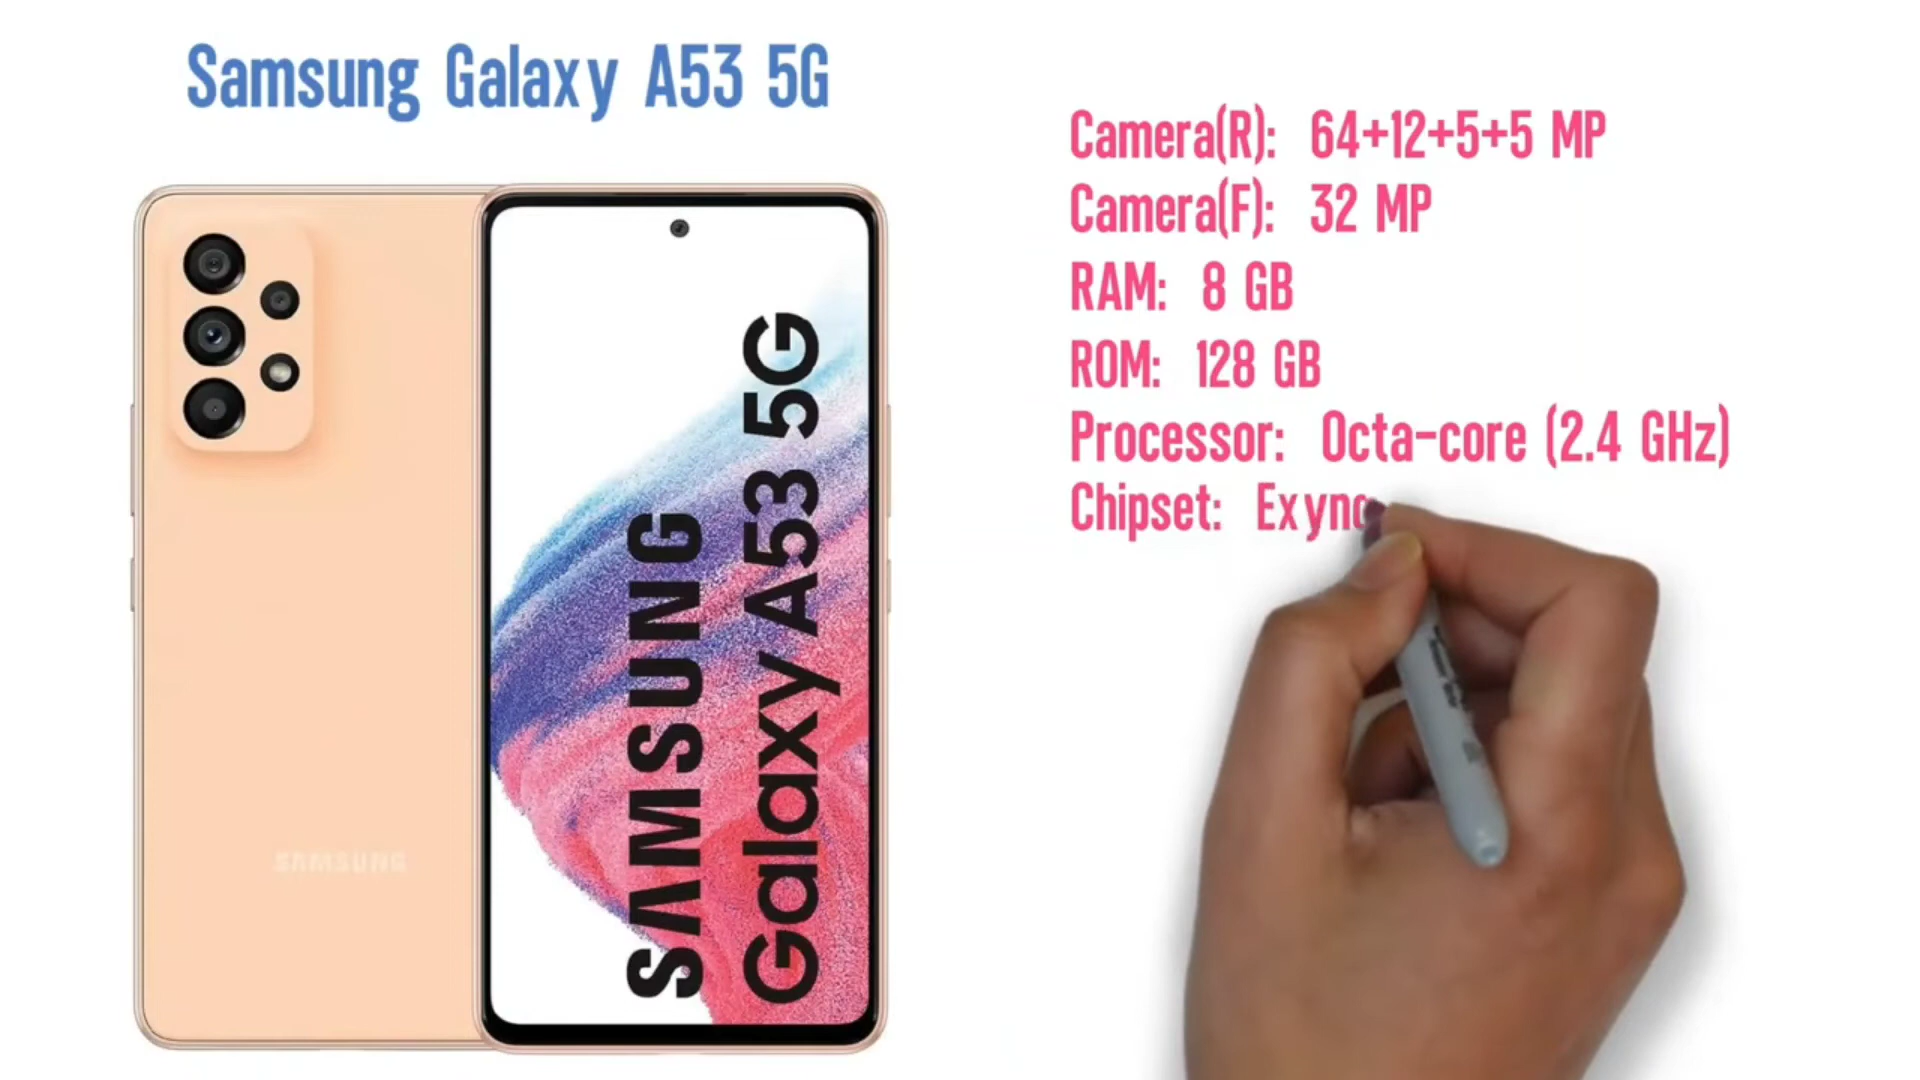 Samsung Galaxy A53 5G
SAMSUNG
SAMSUNG
Galaxy A53 5G
Camera(R): 64+12+5+5 MP
Camera(F): 32 MP
RAM: 8 GB
ROM: 128 GB
Processor: Octa-core (2.4 GHz)
Chipset: Exyno